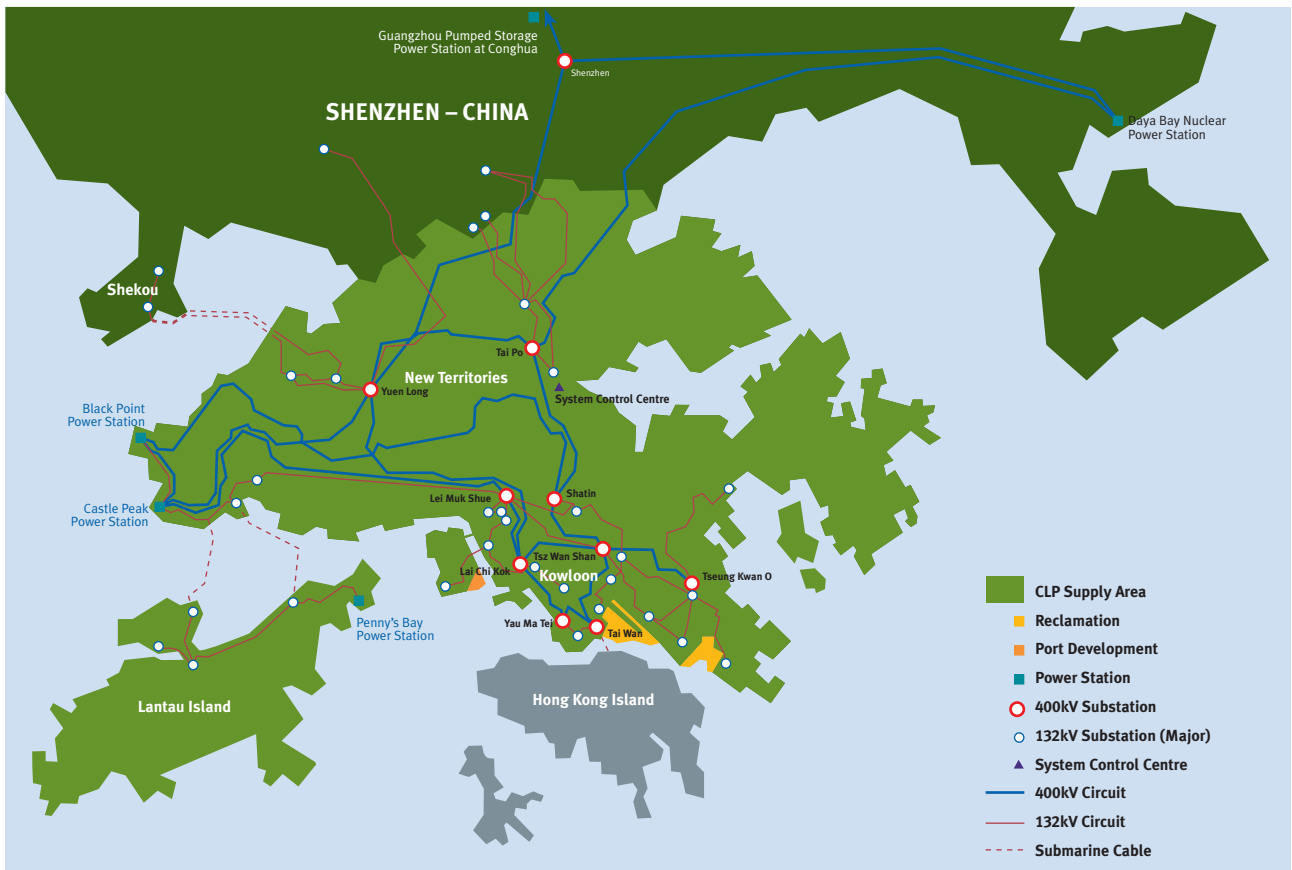 Guangzhou Pumped Storage
Power Station at Conghua
Shenzhen
SHENZHEN – CHINA
Daya Bay Nuclear
Power Station
Shekou
Tai Po
New Territories
Yuen Long
System Control Centre
Black Point
Power Station
Lei Muk Shue
Shatin
Castle Peak
Power Station
Tsz Wan Shan
Lai Chi Kok
Kowloon
Tseung Kwan O
Penny's Bay
Power Station
Yau Ma Tei
Tai Wan
Lantau Island
Hong Kong Island
CLP Supply Area
Reclamation
Port Development
Power Station
400kV Substation
132kV Substation (Major)
System Control Centre
400kV Circuit
132kV Circuit
Submarine Cable